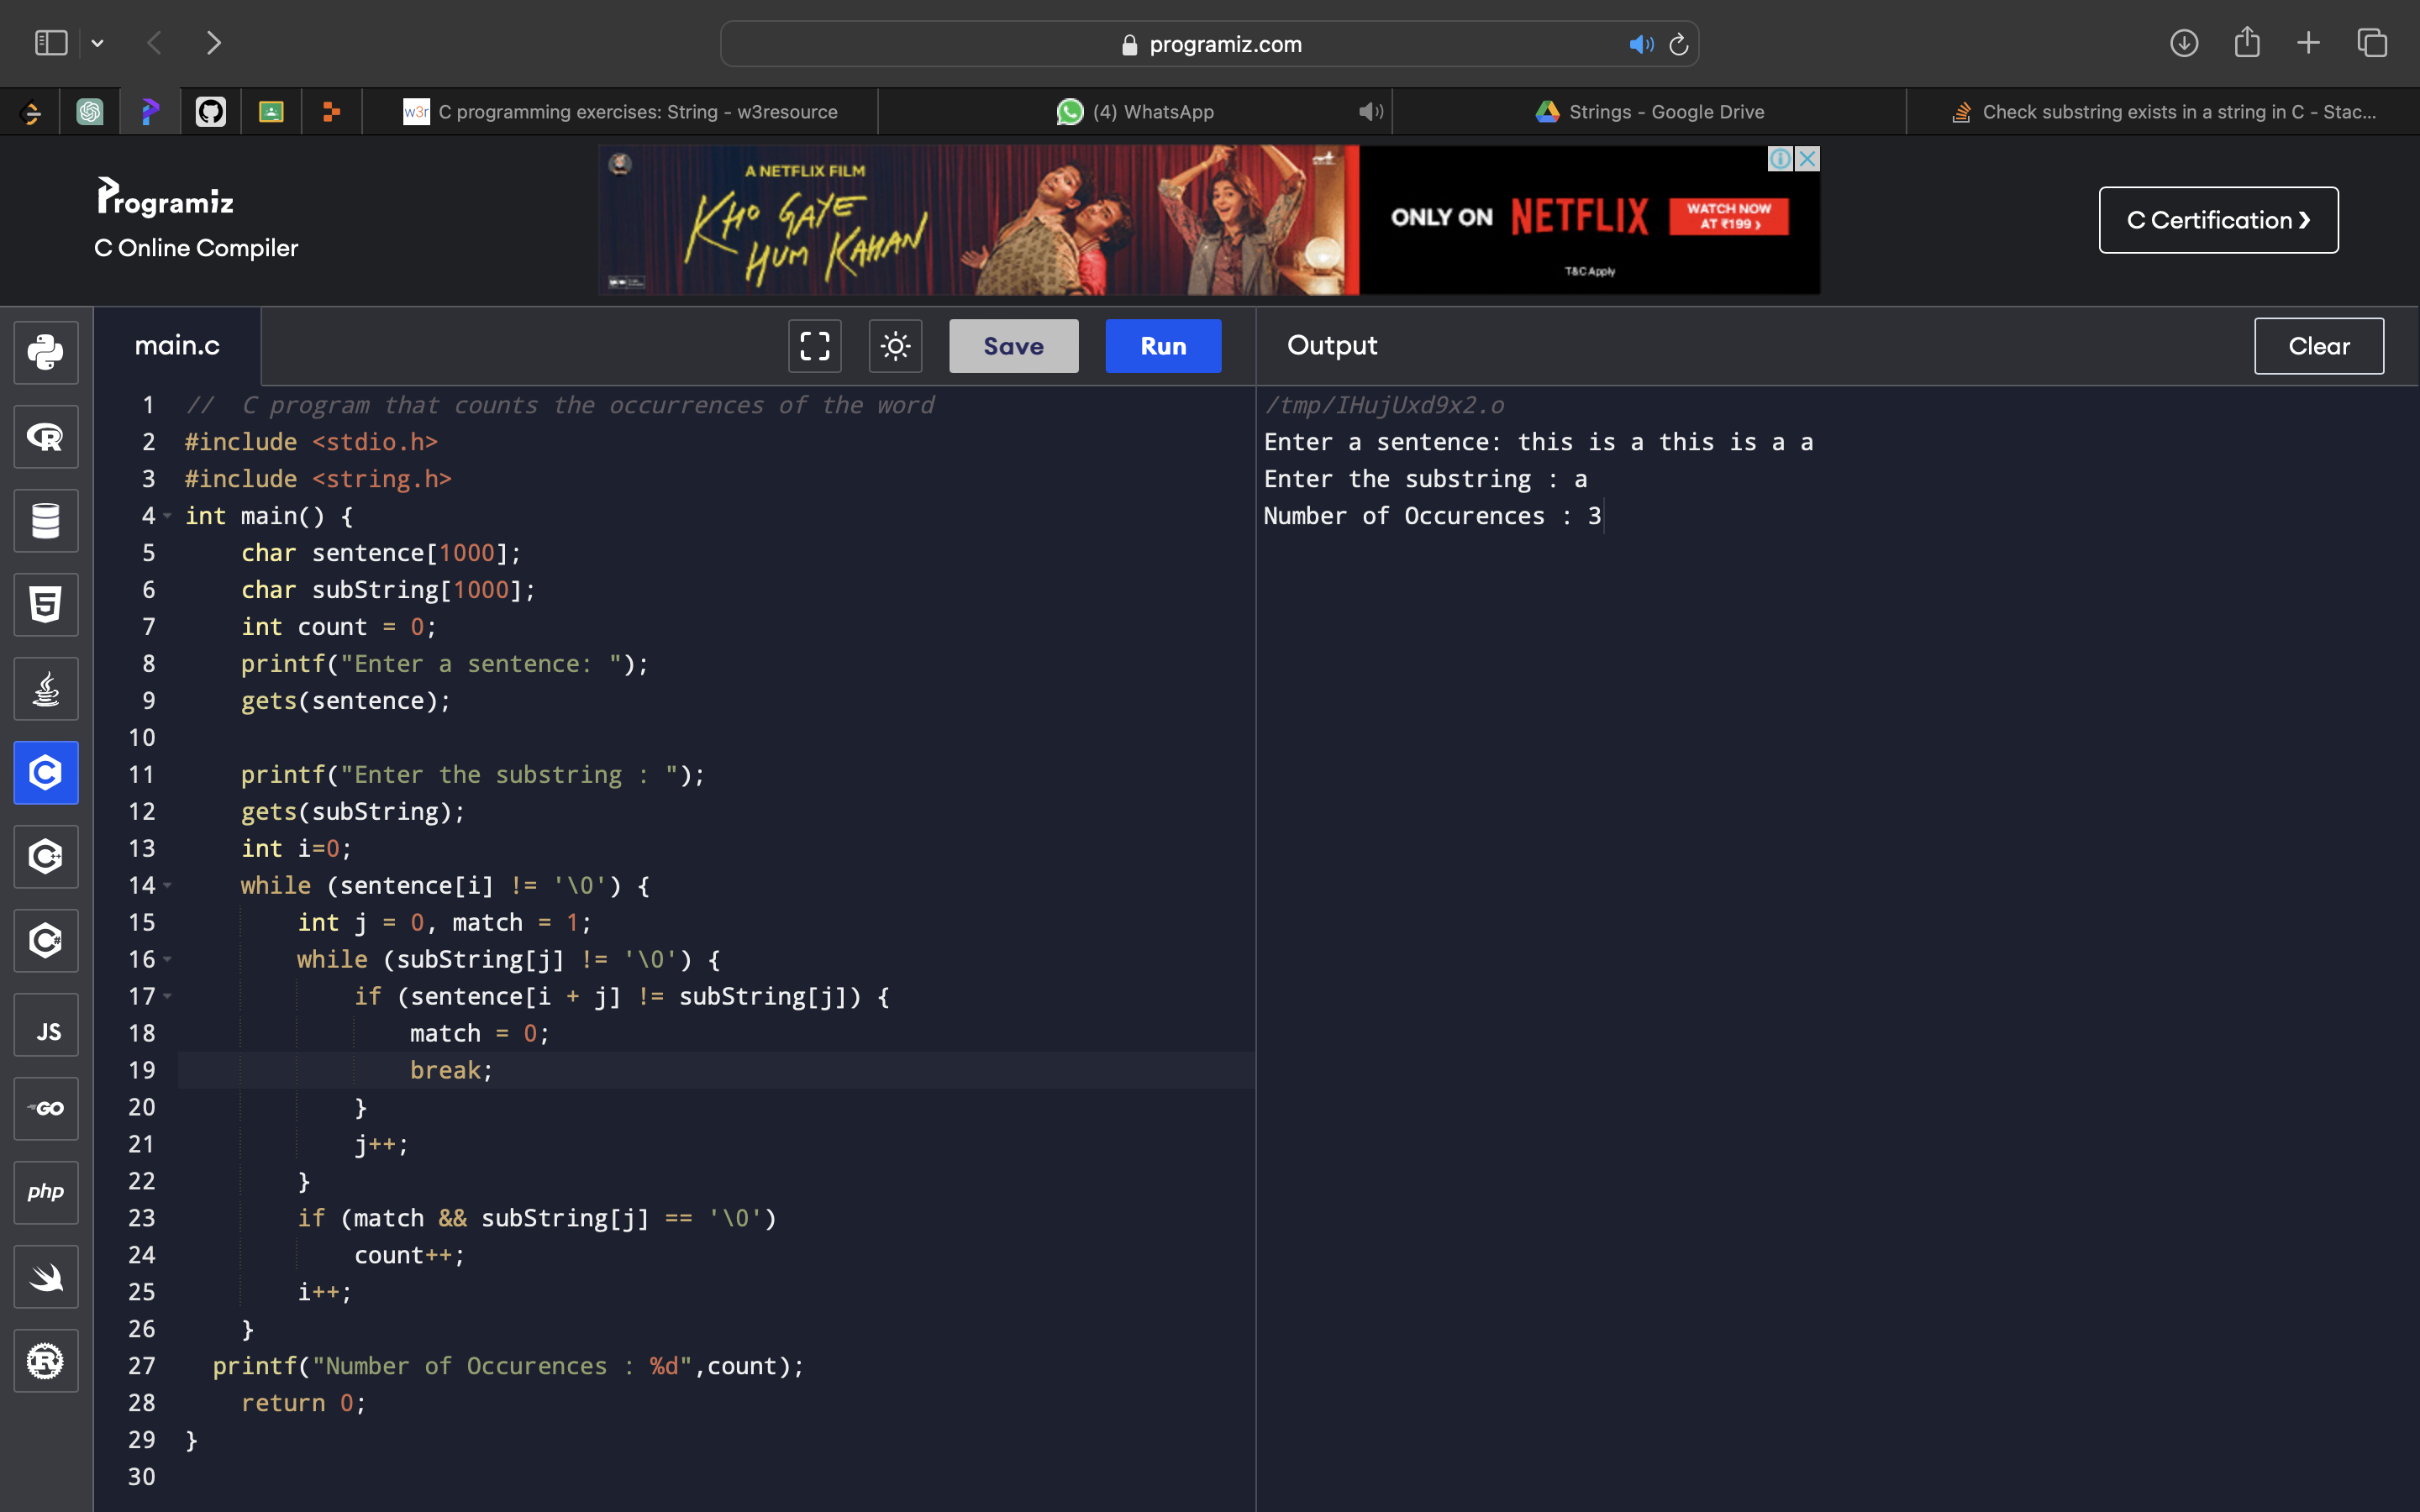 programiz.com
w3r C programming exercises: String - w3resource
(4) WhatsApp
Strings - Google Drive
Check substring exists in a string in C - Stac...
Programiz
C Online Compiler
A NETFLIX FILM
KHO GAYE
HUM KAHAN
ONLY ON NETFLIX
WATCH NOW
AT ₹199 ›
T&C Apply
C Certification ❯
main.c
Save
Run
Output
Clear
1 //  C program that counts the occurrences of the word
2 #include <stdio.h>
3 #include <string.h>
4 int main() {
5     char sentence[1000];
6     char subString[1000];
7     int count = 0;
8     printf("Enter a sentence: ");
9     gets(sentence);
10
11     printf("Enter the substring : ");
12     gets(subString);
13     int i=0;
14     while (sentence[i] != '\0') {
15         int j = 0, match = 1;
16         while (subString[j] != '\0') {
17             if (sentence[i + j] != subString[j]) {
18                 match = 0;
19                 break;
20             }
21             j++;
22         }
23         if (match && subString[j] == '\0')
24             count++;
25         i++;
26     }
27   printf("Number of Occurences : %d",count);
28     return 0;
29 }
30
/tmp/IHujUxd9x2.o
Enter a sentence: this is a this is a a
Enter the substring : a
Number of Occurences : 3
R
5
C
C++
C#
JS
GO
php
R